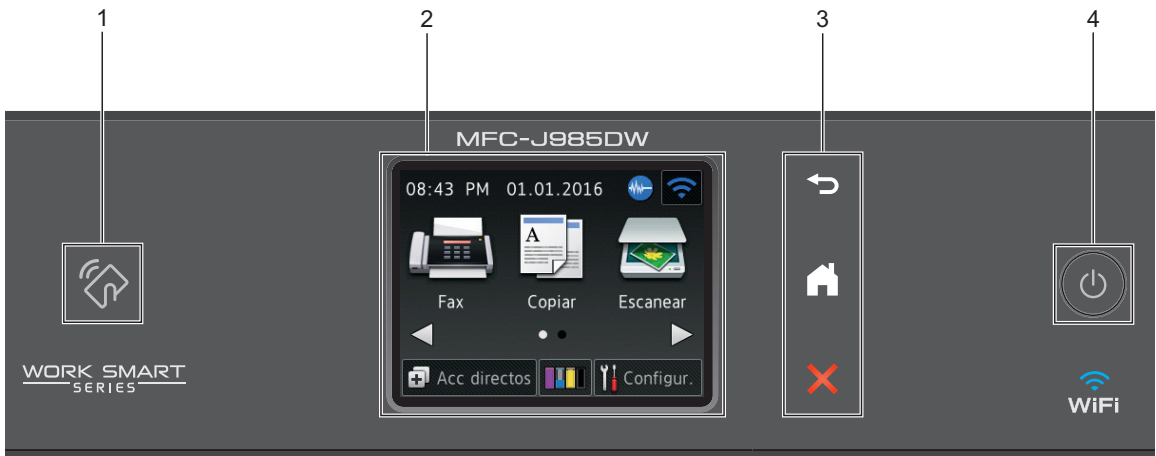 1 2 3 4
MFC-J985DW
08:43 PM 01.01.2016
A
Fax Copiar Escanear
Acc directos Configur.
WORK SMART
SERIES
WiFi